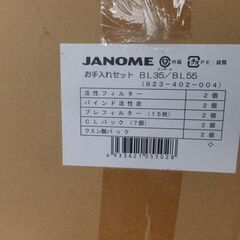 JANOME 外箱 PE:袋類
お手入れセット BL35/BL55
(923-402-004)
活性フィルター 2個
バインド活性炭 2個
プレフィルター(15枚) 2個
CLパック(7個) 2個
クエン酸パック 2個
4933621055028